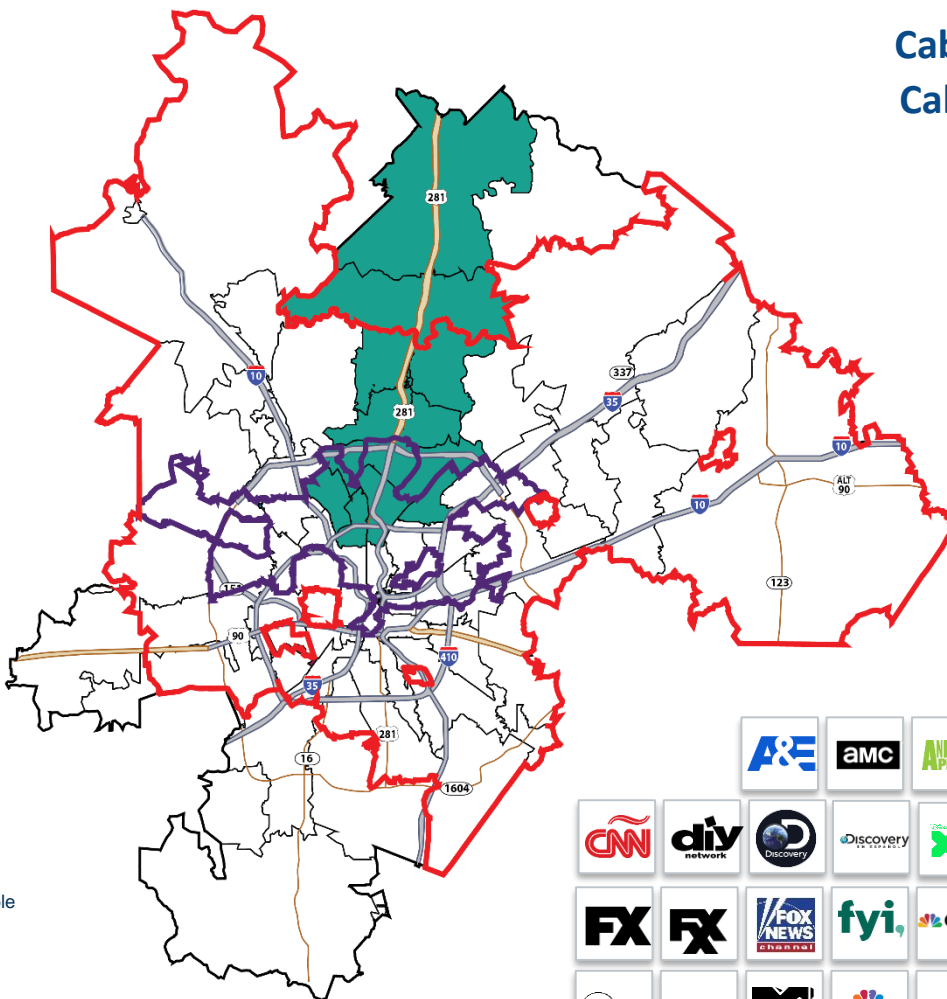 Cab
Cal
281
10
337
35
281
10
ALT
90
10
123
90
410
35
281
16
1604
A&E
aMC
CNN
diy
network
Discovery
Discovery
EN ESPAÑOL
ple
FX
FX
FOX
NEWS
channel
fyi,